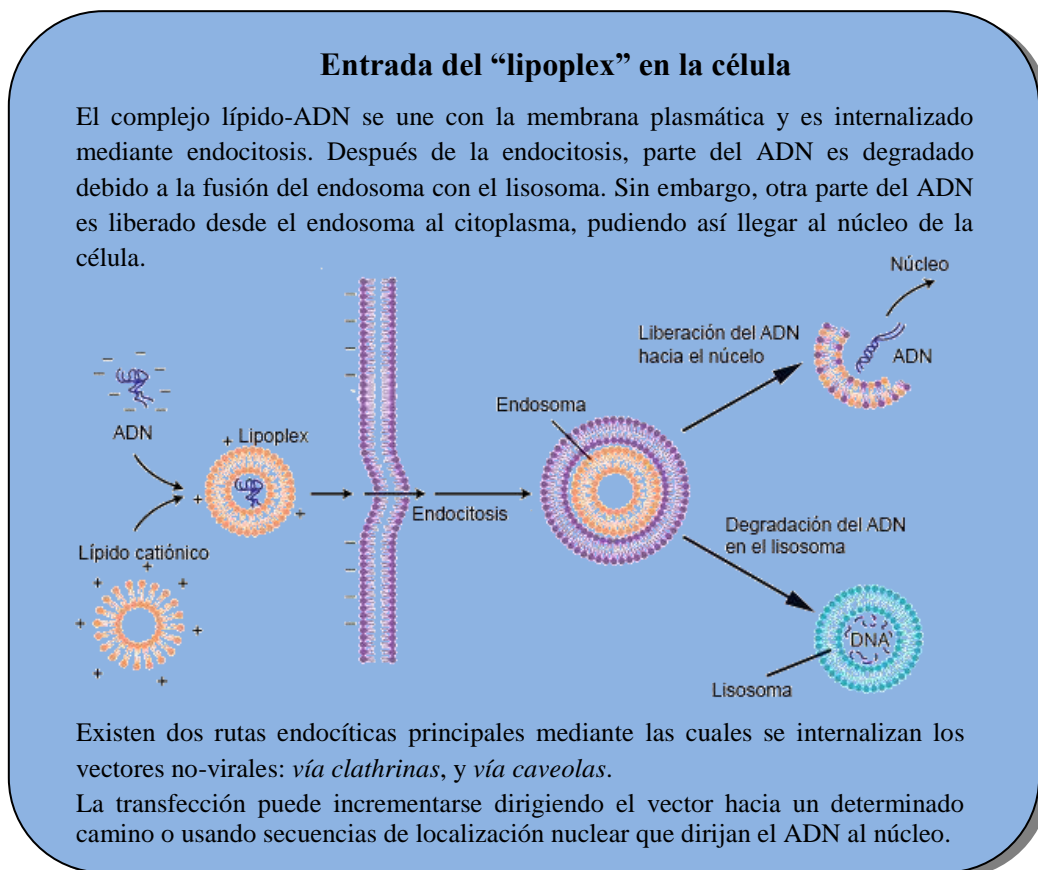 Entrada del “lipoplex” en la célula
El complejo lípido-ADN se une con la membrana plasmática y es internalizado
mediante endocitosis. Después de la endocitosis, parte del ADN es degradado
debido a la fusión del endosoma con el lisosoma. Sin embargo, otra parte del ADN
es liberado desde el endosoma al citoplasma, pudiendo así llegar al núcleo de la
célula.
Núcleo
Liberación del ADN
hacia el núcelo
ADN
Endosoma
ADN
+ Lipoplex
Endocitosis
Lípido catiónico
Degradación del ADN
en el lisosoma
DNA
Lisosoma
Existen dos rutas endocíticas principales mediante las cuales se internalizan los
vectores no-virales: vía clathrinas, y vía caveolas.
La transfección puede incrementarse dirigiendo el vector hacia un determinado
camino o usando secuencias de localización nuclear que dirijan el ADN al núcleo.